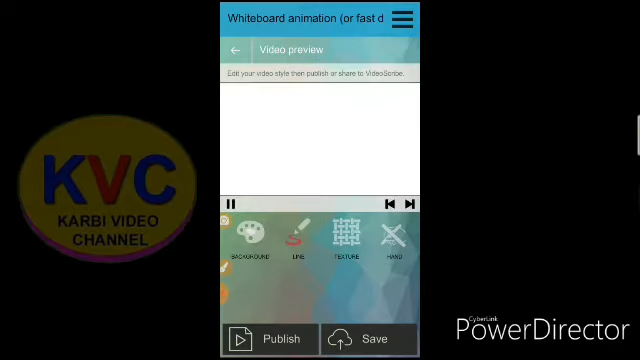 Whiteboard animation (or fast d
Video preview
Edit your video style then publish or share to VideoScribe.
KVC
KARBI VIDEO
CHANNEL
BACKGROUND
LINE
TEXTURE
HAND
Publish
Save
CyberLink
PowerDirector